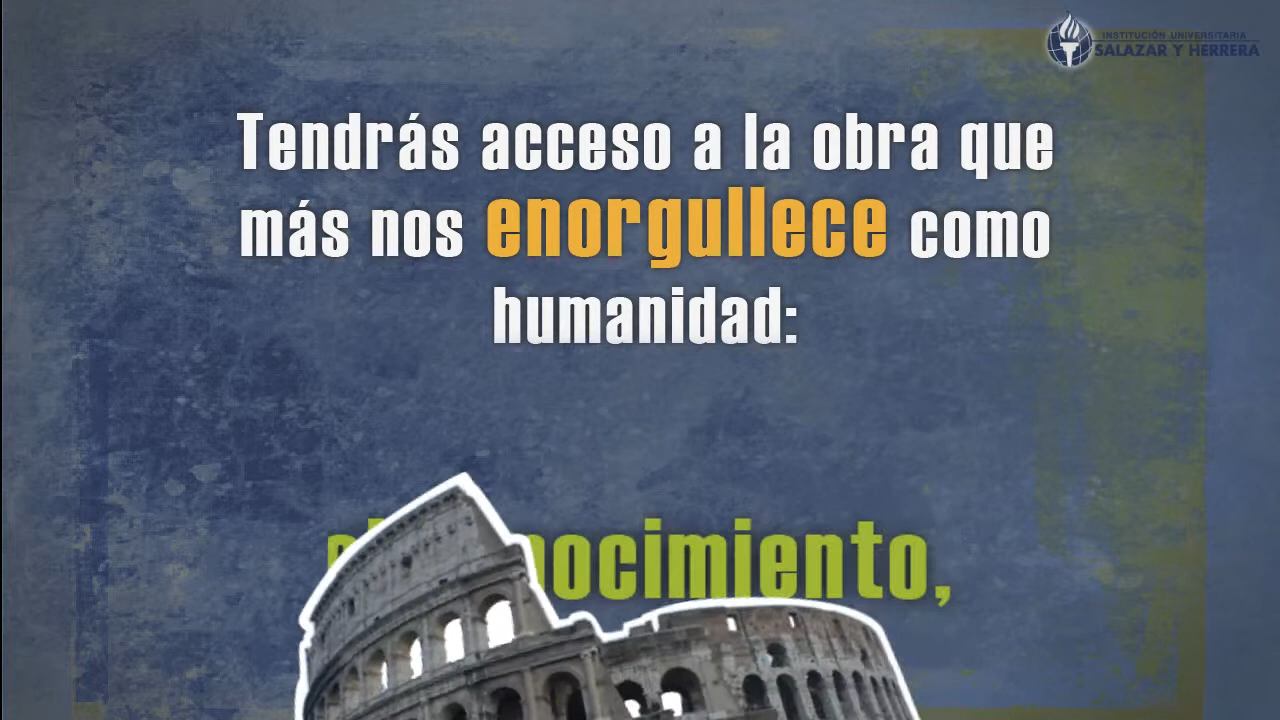 INSTITUCIÓN UNIVERSITARIA
SALAZAR Y HERRERA
Tendrás acceso a la obra que
más nos enorgullece como
humanidad: